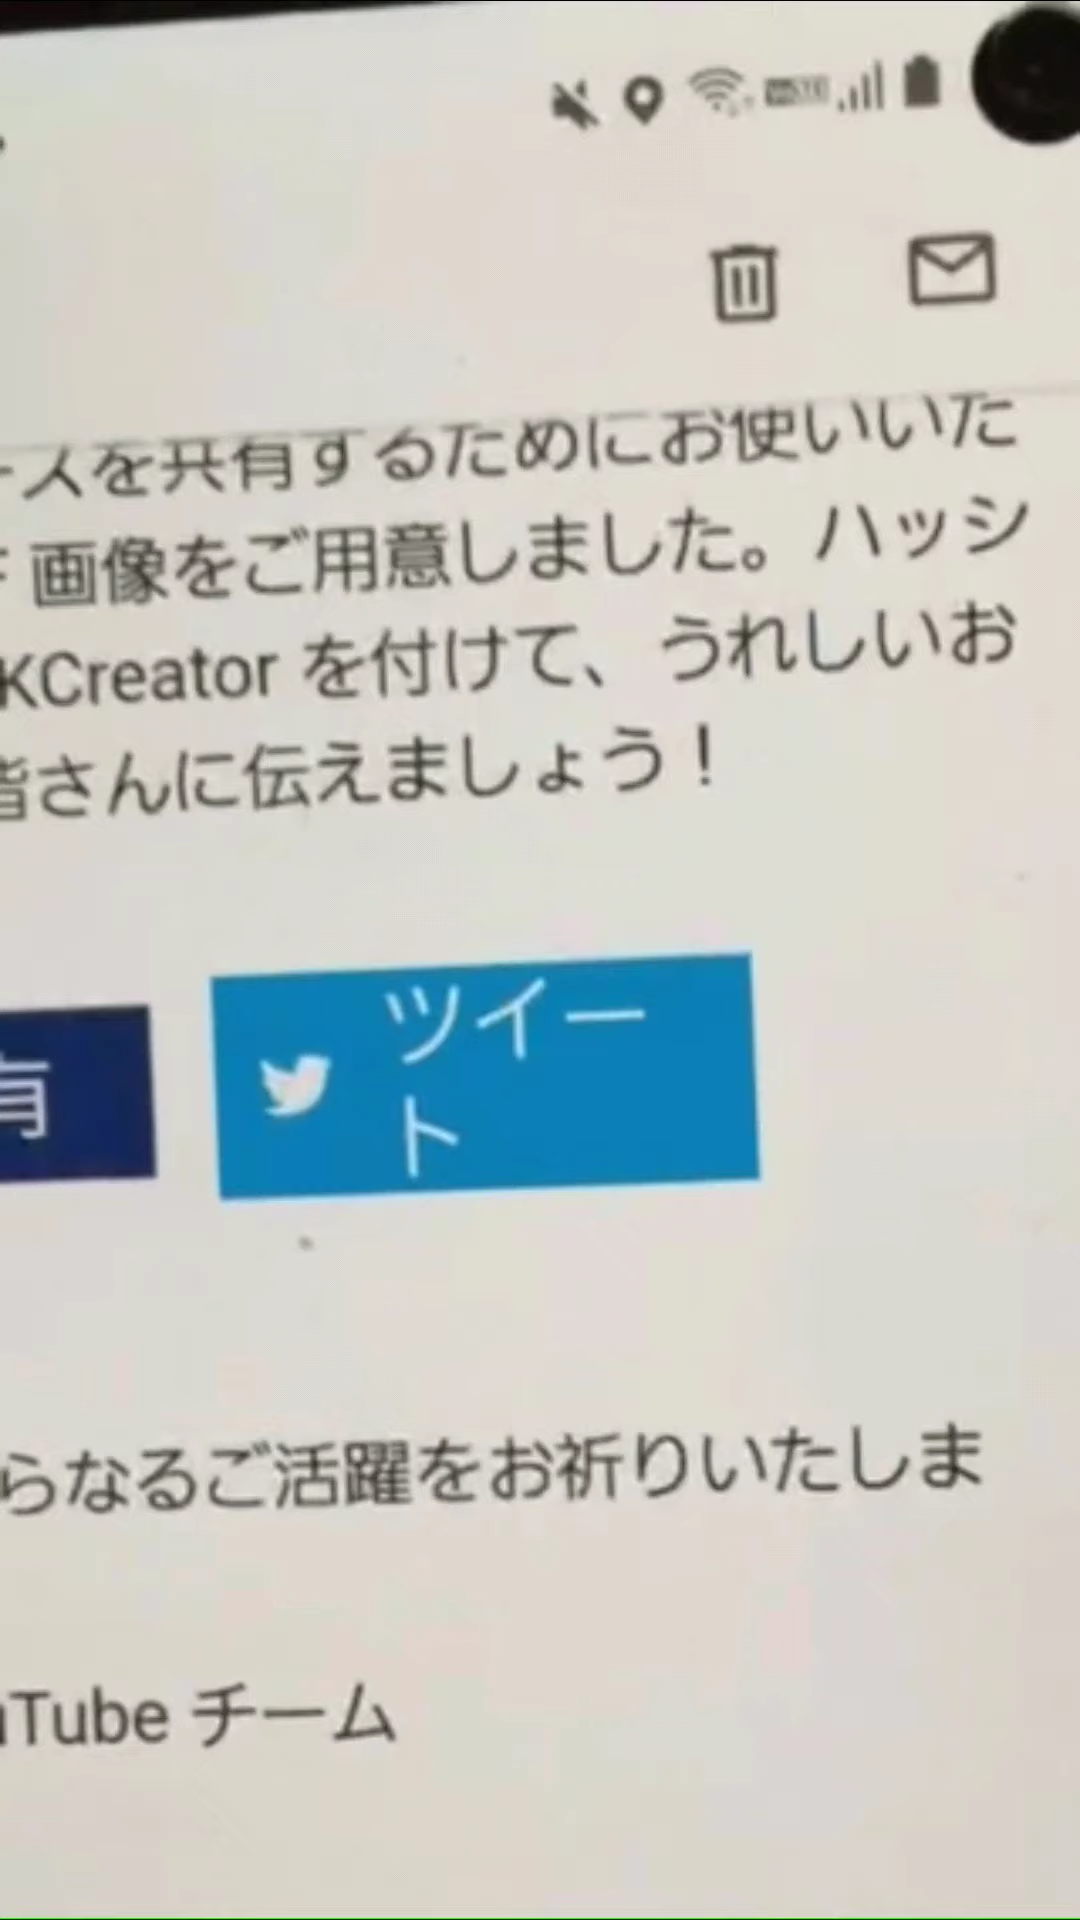 ースを共有するためにお使いいた
画像をご用意しました。ハッシ
KCreator を付けて、うれしいお
皆さんに伝えましょう！
有
ツイー
ト
らなるご活躍をお祈りいたしま
uTube チーム